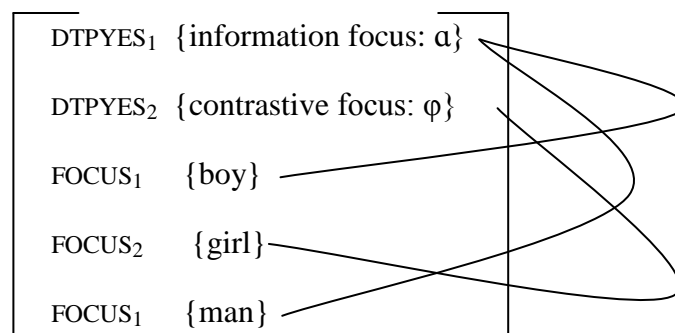 DTPYES₁ {information focus: ɑ}
DTPYES₂ {contrastive focus: φ}
FOCUS₁ {boy}
FOCUS₂ {girl}
FOCUS₁ {man}